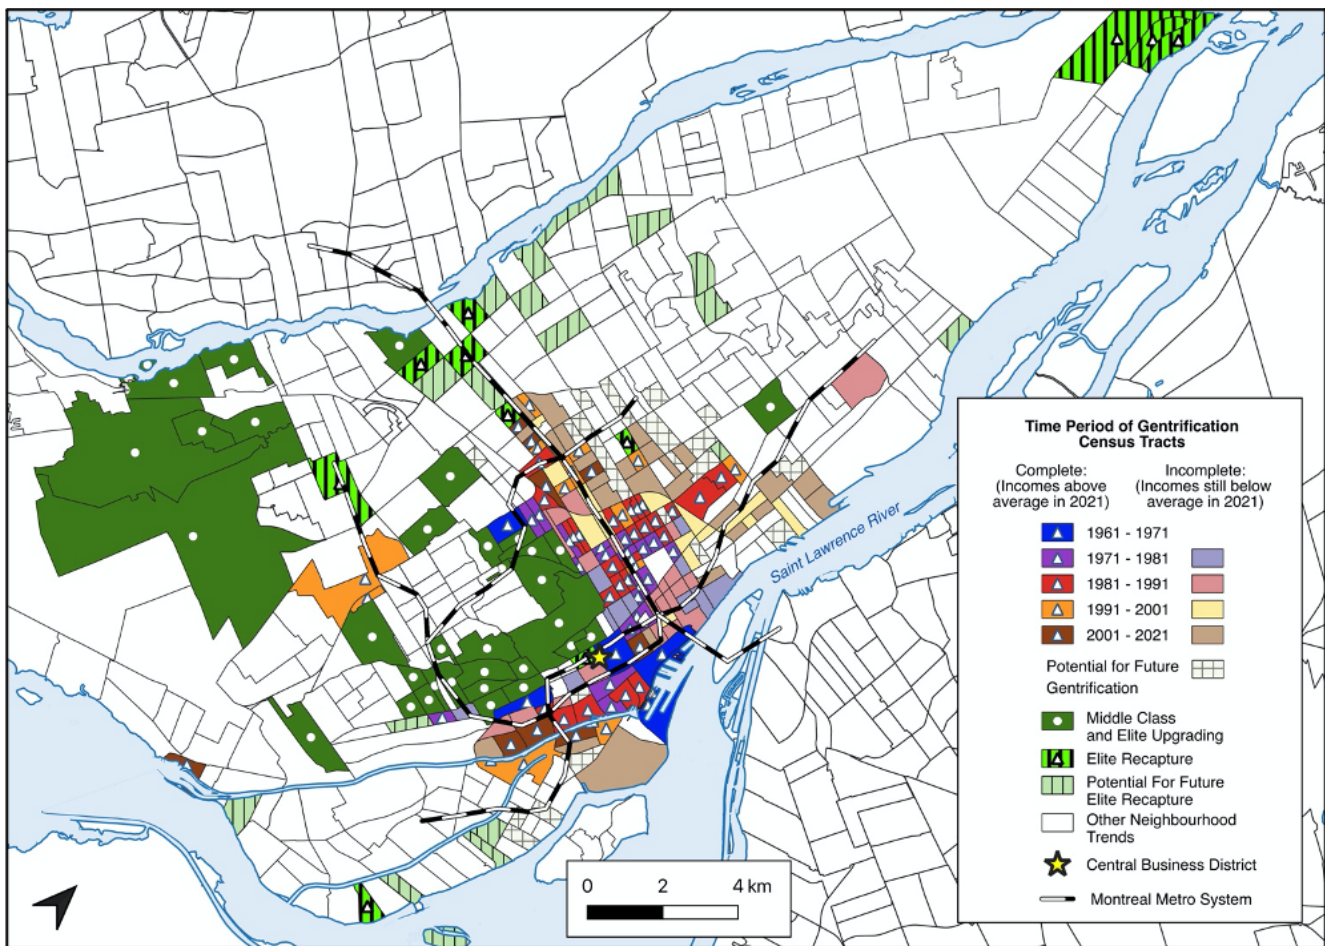 Saint Lawrence River
Time Period of Gentrification
Census Tracts
Complete:
(Incomes above
average in 2021)
Incomplete:
(Incomes still below
average in 2021)
1961 - 1971
1971 - 1981
1981 - 1991
1991 - 2001
2001 - 2021
Potential for Future
Gentrification
Middle Class
and Elite Upgrading
Elite Recapture
Potential For Future
Elite Recapture
Other Neighbourhood
Trends
Central Business District
Montreal Metro System
0 2 4 km